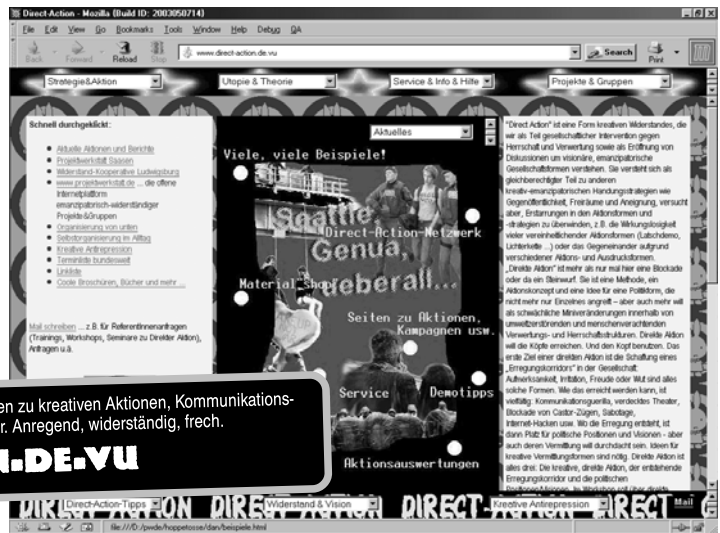 Direct-Action - Mozilla {Build ID: 2003050714}
File Edit View Go Bookmarks Tools Window Help Debug QA
Back Forward Reload Stop www.direct-action.de.vu Search Print
Strategie&Aktion Utopie & Theorie Service & Info & Hilfe Projekte & Gruppen
Schnell durchgeklickt:
Aktuelle Aktionen und Berichte
Projektwerkstatt Saasen
Widerstand-Kooperative Ludwigsburg
www.projektwerkstatt.de ... die offene
Internetplatform
emanzipatorisch-widerständiger
Projekte&Gruppen
Organisierung von unten
Selbstorganisierung im Alltag
Kreative Antirepression
Terminliste bundesweit
Linkliste
Coole Broschüren, Bücher und mehr ...
Mail schreiben ... z.B. für ReferentInnenanfragen
(Trainings, Workshops, Seminare zu Direkter Aktion),
Anfragen u.ä.
en zu kreativen Aktionen, Kommunikations-
r. Anregend, widerständig, frech.
N.DE.VU
Aktuelles
Viele, viele Beispiele!
Seattle,
Direct-Action-Netzwerk
Genua,
Material Shop
ueberall...
Seiten zu Aktionen,
Kampagnen usw.
Service Demotipps
Aktionsauswertungen
"Direct Action" ist eine Form kreativen Widerstandes, die
wir als Teil gesellschaftlicher Intervention gegen
Herrschaft und Verwertung sowie als Eröffnung von
Diskussionen um visionäre, emanzipatorische
Gesellschaftsformen verstehen. Sie versteht sich als
gleichberechtigter Teil zu anderen
kreativ-emanzipatorischen Handlungsstrategien wie
Gegenöffentlichkeit, Freiräume und Aneignung, versucht
aber, Erstarrungen in den Aktionsformen und
-strategien zu überwinden, z.B. die Wirkungslosigkeit
vieler vereinheitlichender Aktionsformen (Latschdemo,
Lichterkette ...) oder das Gegeneinander aufgrund
verschiedener Aktions- und Ausdrucksformen.
„Direkte Aktion" ist mehr als nur mal hier eine Blockade
oder da ein Steinwurf. Sie ist eine Methode, ein
Aktionskonzept und eine Idee für eine Politikform, die
nicht mehr nur Einzelnes angreift – aber auch mehr will
als schwächliche Miniveränderungen innerhalb von
umweltzerstörenden und menschenverachtenden
Verwertungs- und Herrschaftsstrukturen. Direkte Aktion
will die Köpfe erreichen. Und den Kopf benutzen. Das
erste Ziel einer direkten Aktion ist die Schaffung eines
„Erregungskorridors" in der Gesellschaft:
Aufmerksamkeit, Irritation, Freude oder Wut sind alles
solche Formen. Wie das erreicht werden kann, ist
vielfältig: Kommunikationsguerilla, verdecktes Theater,
Blockade von Castor-Zügen, Sabotage,
Internet-Hacken usw. Wo die Erregung entsteht, ist
dann Platz für politische Positionen und Visionen - aber
auch deren Vermittlung will durchdacht sein. Ideen für
kreative Vermittlungsformen sind nötig. Direkte Aktion ist
alles drei: Die kreative, direkte Aktion, der entstehende
Erregungskorridor und die politischen
Direct-Action-Tipps Widerstand & Vision Kreative Antirepression Mail
DIRECT-ACTION DIRECT DIRECT
file:///D:/pwde/hoppetosse/dan/beispiele.html